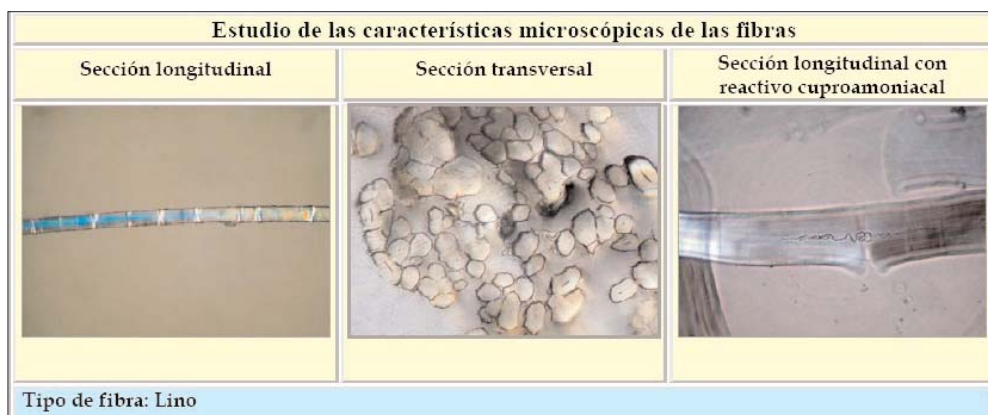 Estudio de las características microscópicas de las fibras
Sección longitudinal
Sección transversal
Sección longitudinal con
reactivo cuproamoniacal
Tipo de fibra: Lino